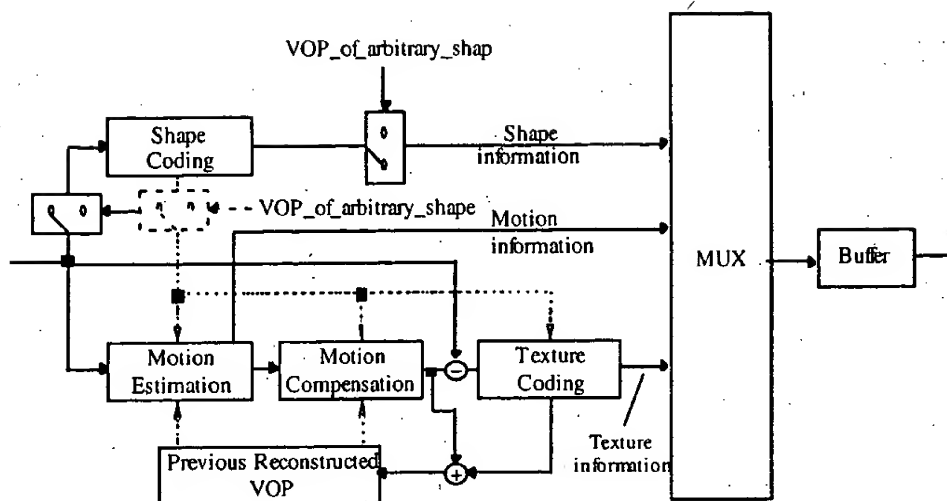 VOP_of_arbitrary_shap
Shape
Coding
Shape
information
VOP_of_arbitrary_shape
Motion
information
MUX
Buffer
Motion
Estimation
Motion
Compensation
Texture
Coding
Texture
information
Previous Reconstructed
VOP